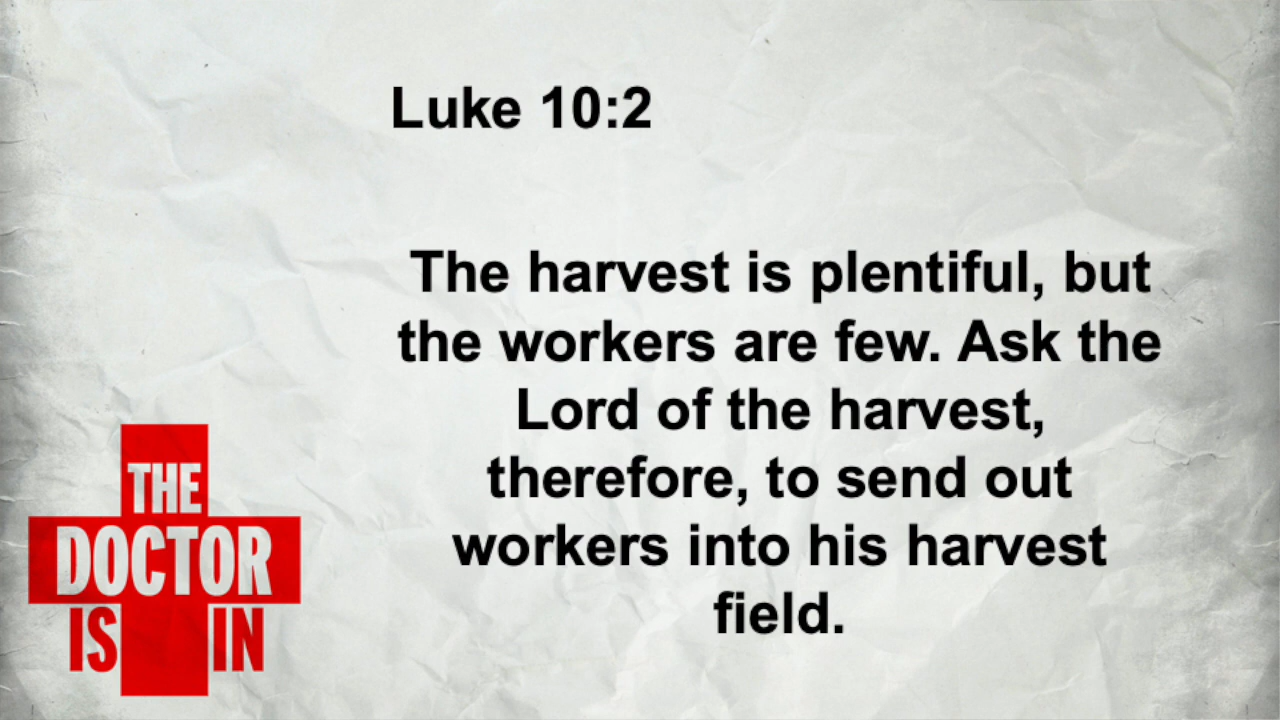 Luke 10:2
The harvest is plentiful, but
the workers are few. Ask the
Lord of the harvest,
therefore, to send out
workers into his harvest
field.
THE
DOCTOR
IS IN